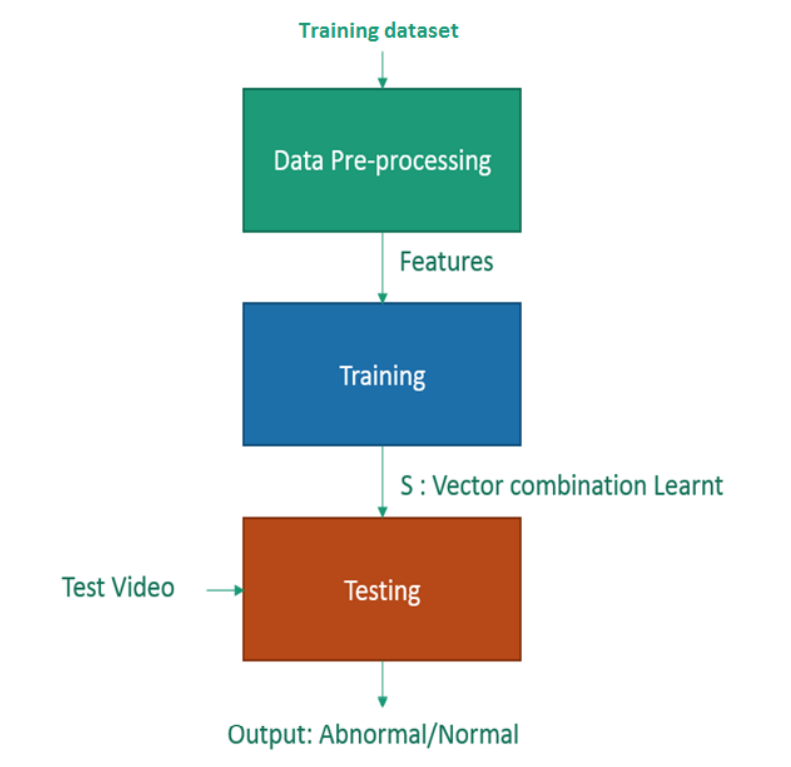 Training dataset
Data Pre-processing
Features
Training
S : Vector combination Learnt
Test Video
Testing
Output: Abnormal/Normal